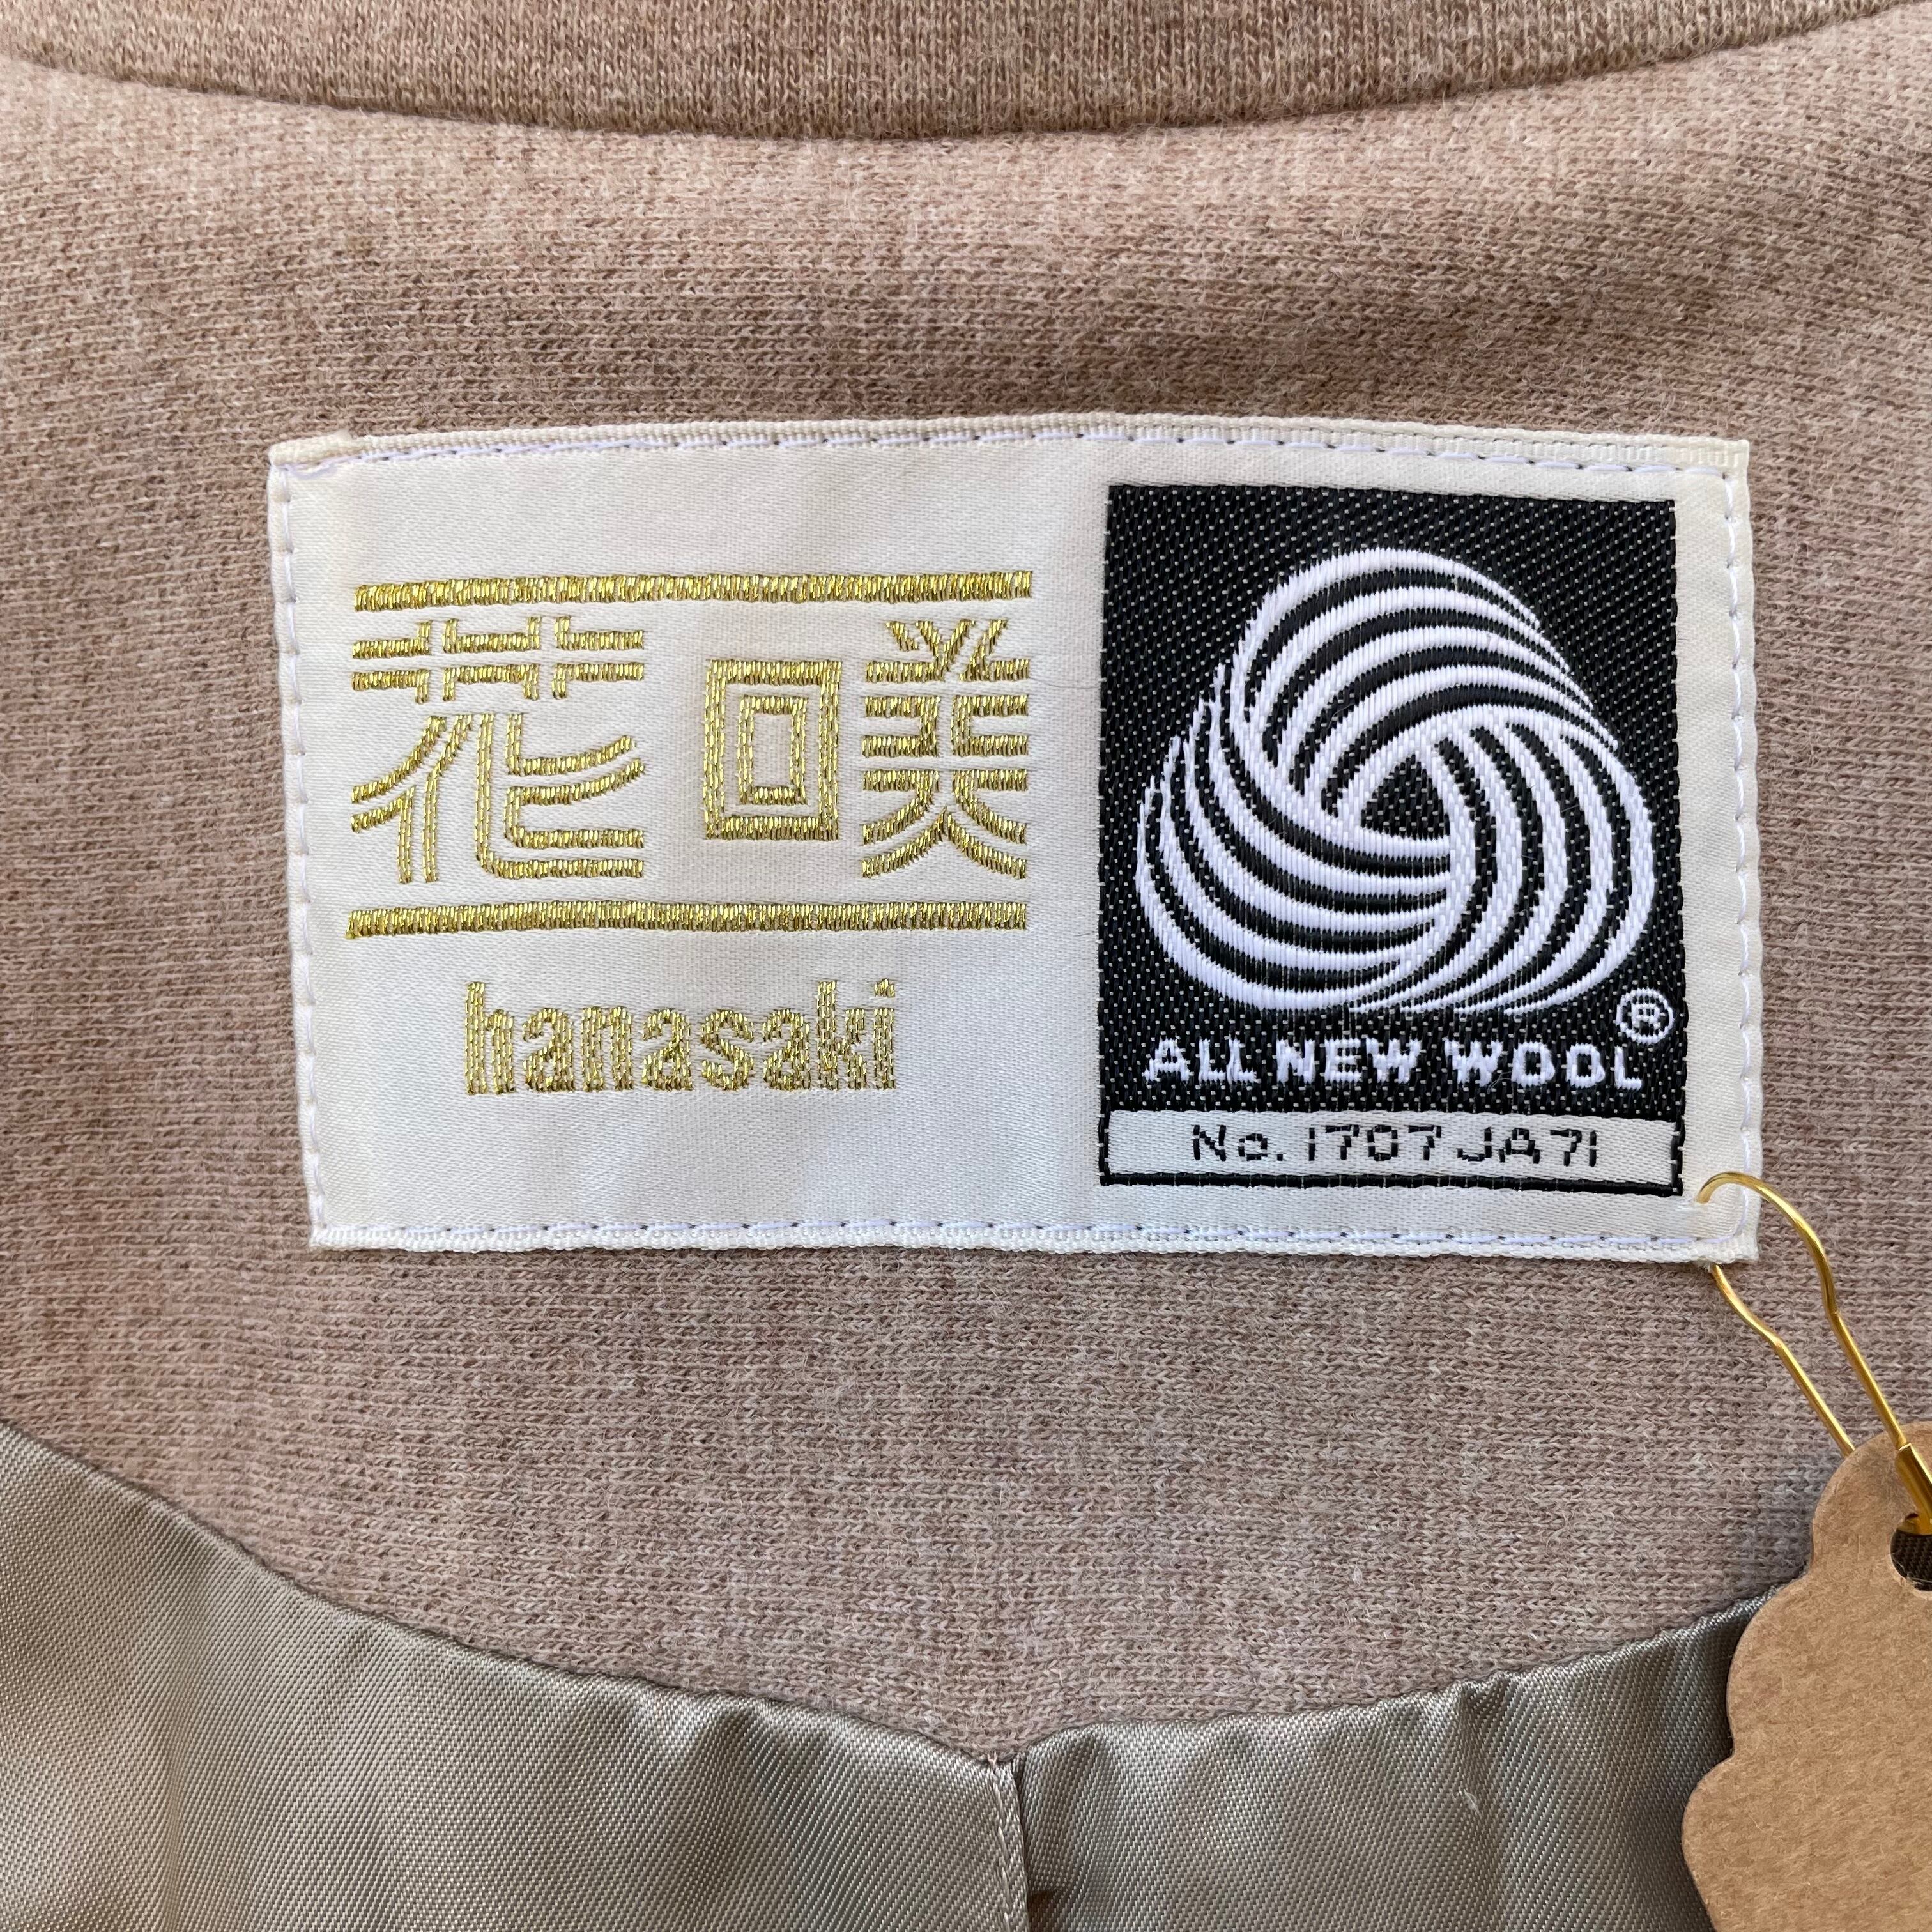 花咲
hanasaki
ALL NEW WOOL ®
No. 1707 JA71